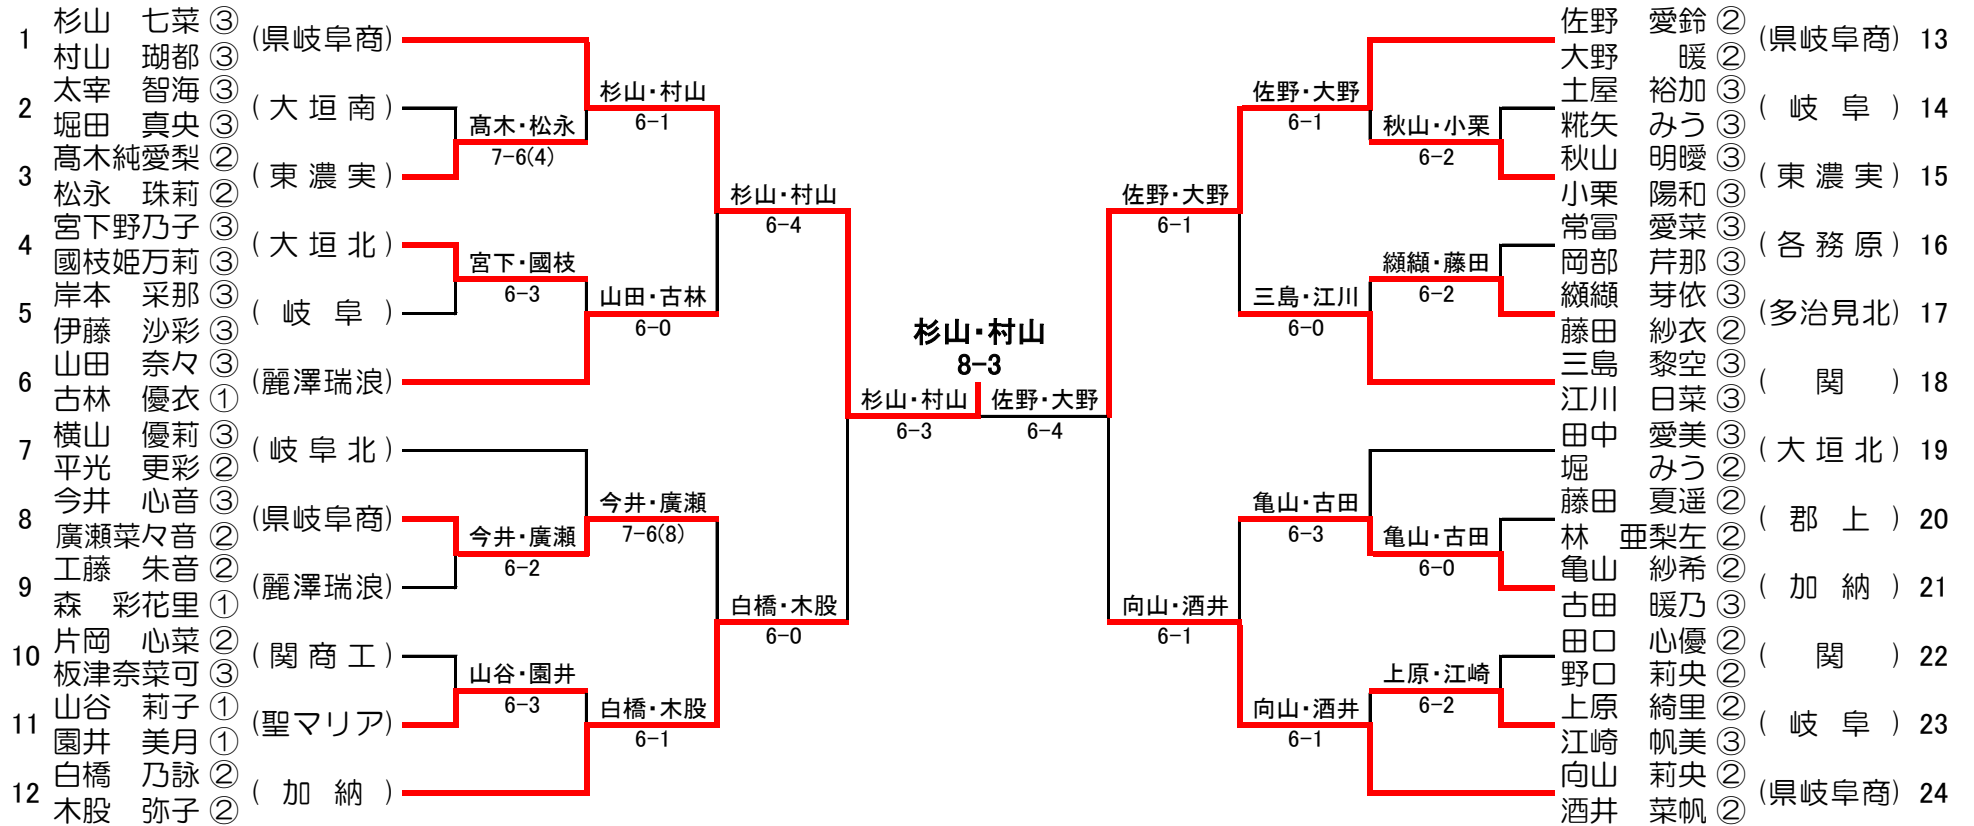 1 杉山 七菜 ③ (県岐阜商)
村山 瑚都 ③
2 太宰 智海 ③ (大垣南)
堀田 真央 ③
3 髙木純愛梨 ② (東濃実)
松永 珠莉 ②
4 宮下野乃子 ③ (大垣北)
國枝姫万莉 ③
5 岸本 采那 ③ (岐阜)
伊藤 沙彩 ③
6 山田 奈々 ③ (麗澤瑞浪)
古林 優衣 ①
7 横山 優莉 ③ (岐阜北)
平光 更彩 ②
8 今井 心音 ③ (県岐阜商)
廣瀬菜々音 ②
9 工藤 朱音 ② (麗澤瑞浪)
森 彩花里 ①
10 片岡 心菜 ② (関商工)
板津奈菜可 ③
11 山谷 莉子 ① (聖マリア)
園井 美月 ①
12 白橋 乃詠 ② (加納)
木股 弥子 ②
髙木・松永
7-6(4)
宮下・國枝
6-3
今井・廣瀬
6-2
山谷・園井
6-3
杉山・村山
6-1
山田・古林
6-0
今井・廣瀬
7-6(8)
白橋・木股
6-1
杉山・村山
6-4
白橋・木股
6-0
杉山・村山
6-3
杉山・村山
8-3
佐野・大野
6-4
佐野・大野
6-1
向山・酒井
6-1
佐野・大野
6-1
三島・江川
6-0
亀山・古田
6-3
向山・酒井
6-1
秋山・小栗
6-2
纐纈・藤田
6-2
亀山・古田
6-0
上原・江崎
6-2
佐野 愛鈴 ② (県岐阜商) 13
大野 暖 ②
土屋 裕加 ③ (岐阜) 14
糀矢 みう ③
秋山 明曖 ③ (東濃実) 15
小栗 陽和 ③
常冨 愛菜 ③ (各務原) 16
岡部 芹那 ③
纐纈 芽依 ③ (多治見北) 17
藤田 紗衣 ②
三島 黎空 ③ (関) 18
江川 日菜 ③
田中 愛美 ③ (大垣北) 19
堀 みう ②
藤田 夏遥 ② (郡上) 20
林 亜梨左 ②
亀山 紗希 ② (加納) 21
古田 暖乃 ③
田口 心優 ② (関) 22
野口 莉央 ②
上原 綺里 ② (岐阜) 23
江崎 帆美 ③
向山 莉央 ② (県岐阜商) 24
酒井 菜帆 ②